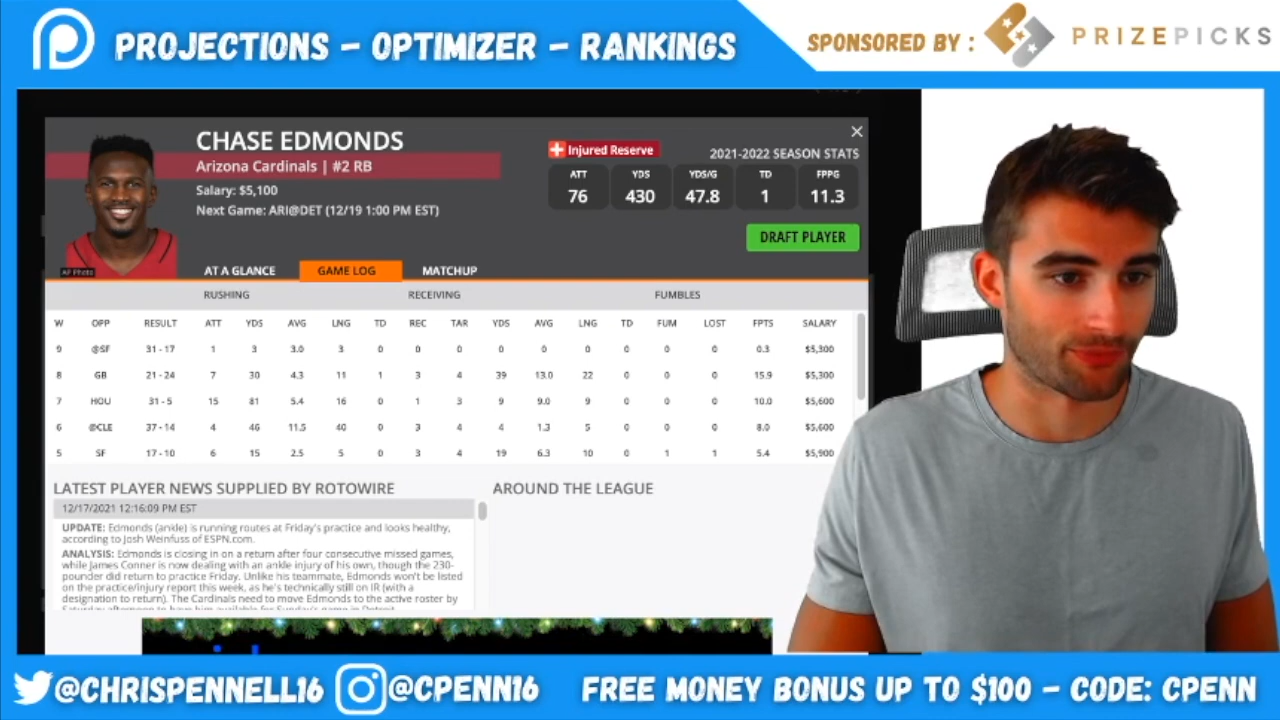 PROJECTIONS - OPTIMIZER - RANKINGS
SPONSORED BY : PRIZEPICKS
CHASE EDMONDS
Arizona Cardinals | #2 RB
Salary: $5,100
Next Game: ARI@DET (12/19 1:00 PM EST)
AP Photo
Injured Reserve
2021-2022 SEASON STATS
ATT YDS YDS/G TD FPPG
76 430 47.8 1 11.3
DRAFT PLAYER
AT A GLANCE GAME LOG MATCHUP
RUSHING RECEIVING FUMBLES
W OPP RESULT ATT YDS AVG LNG TD REC TAR YDS AVG LNG TD FUM LOST FPTS SALARY
9 @SF 31 - 17 1 3 3.0 3 0 0 0 0 0 0 0 0 0 0.3 $5,300
8 GB 21 - 24 7 30 4.3 11 1 3 4 39 13.0 22 0 0 0 15.9 $5,300
7 HOU 31 - 5 15 81 5.4 16 0 1 3 9 9.0 9 0 0 0 10.0 $5,600
6 @CLE 37 - 14 4 46 11.5 40 0 3 4 4 1.3 5 0 0 0 8.0 $5,600
5 SF 17 - 10 6 15 2.5 5 0 3 4 19 6.3 10 0 1 1 5.4 $5,900
LATEST PLAYER NEWS SUPPLIED BY ROTOWIRE
AROUND THE LEAGUE
12/17/2021 12:16:09 PM EST
UPDATE: Edmonds (ankle) is running routes at Friday's practice and looks healthy,
according to Josh Weinfuss of ESPN.com.
ANALYSIS: Edmonds is closing in on a return after four consecutive missed games,
while James Conner is now dealing with an ankle injury of his own, though the 230-
pounder did return to practice Friday. Unlike his teammate, Edmonds won't be listed
on the practice/injury report this week, as he's technically still on IR (with a
designation to return). The Cardinals need to move Edmonds to the active roster by
Saturday afternoon to have him available for Sunday's game in Detroit.
@CHRISPENNELL16 @CPENN16 FREE MONEY BONUS UP TO $100 - CODE: CPENN